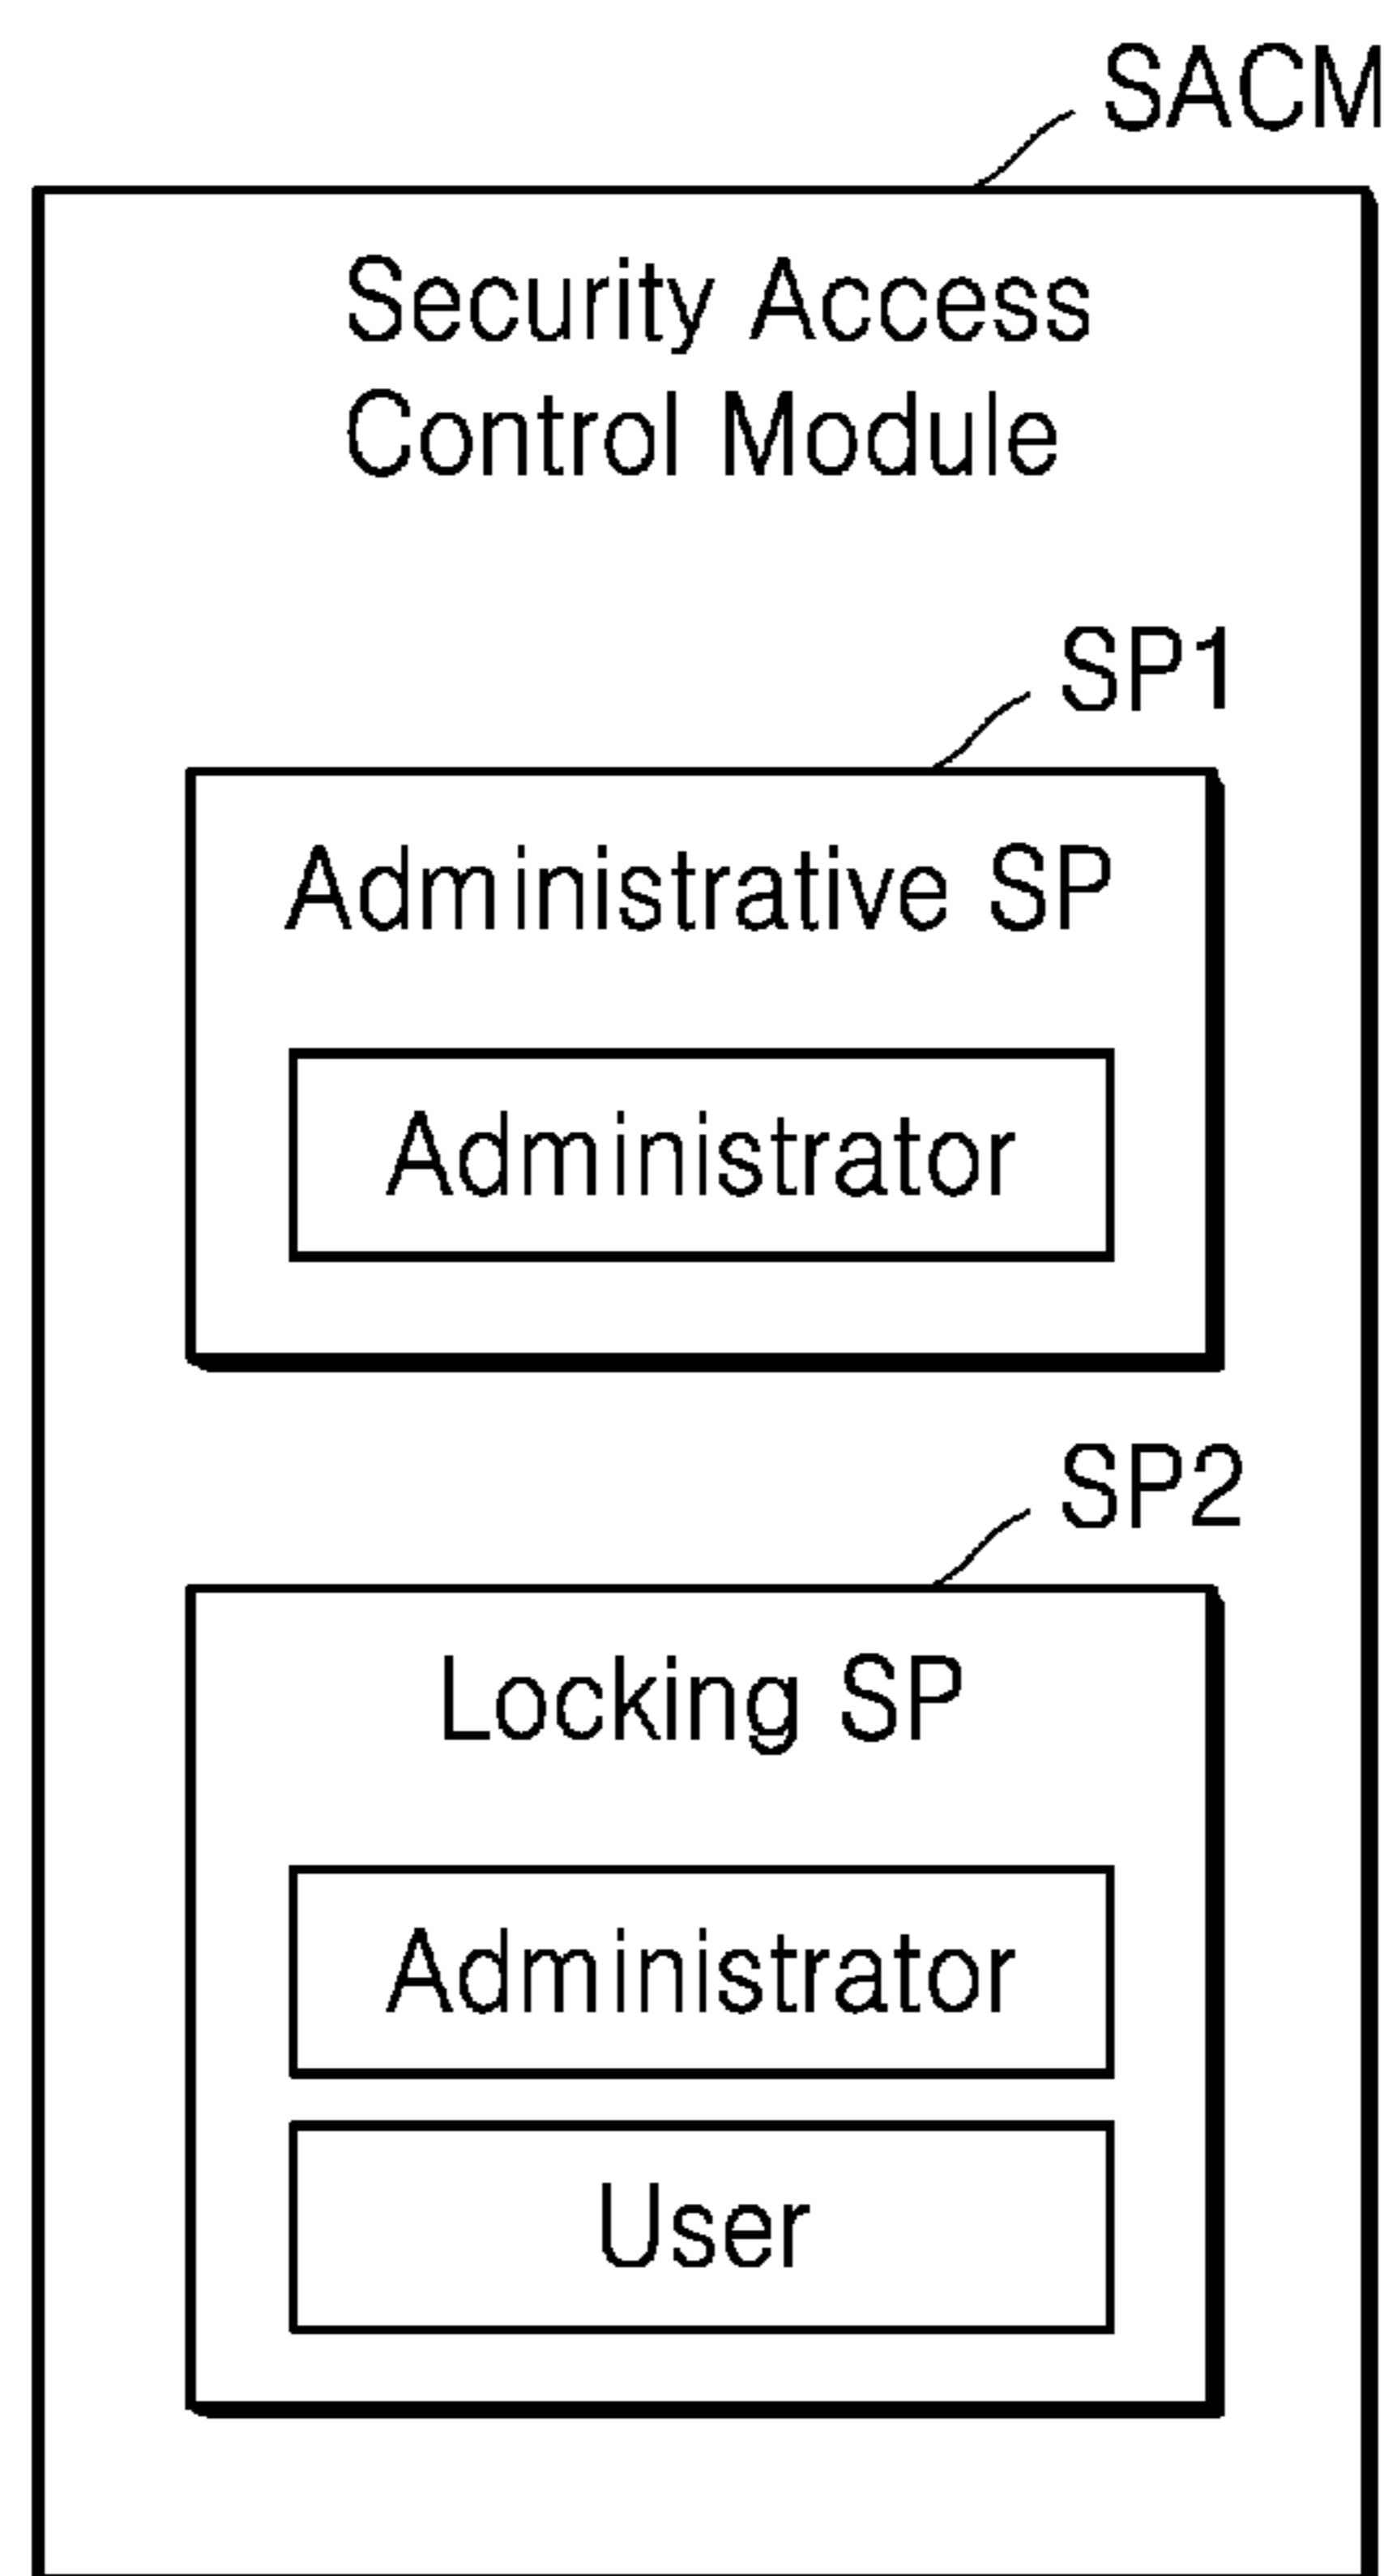 SACM
Security Access
Control Module
SP1
Administrative SP
Administrator
SP2
Locking SP
Administrator
User